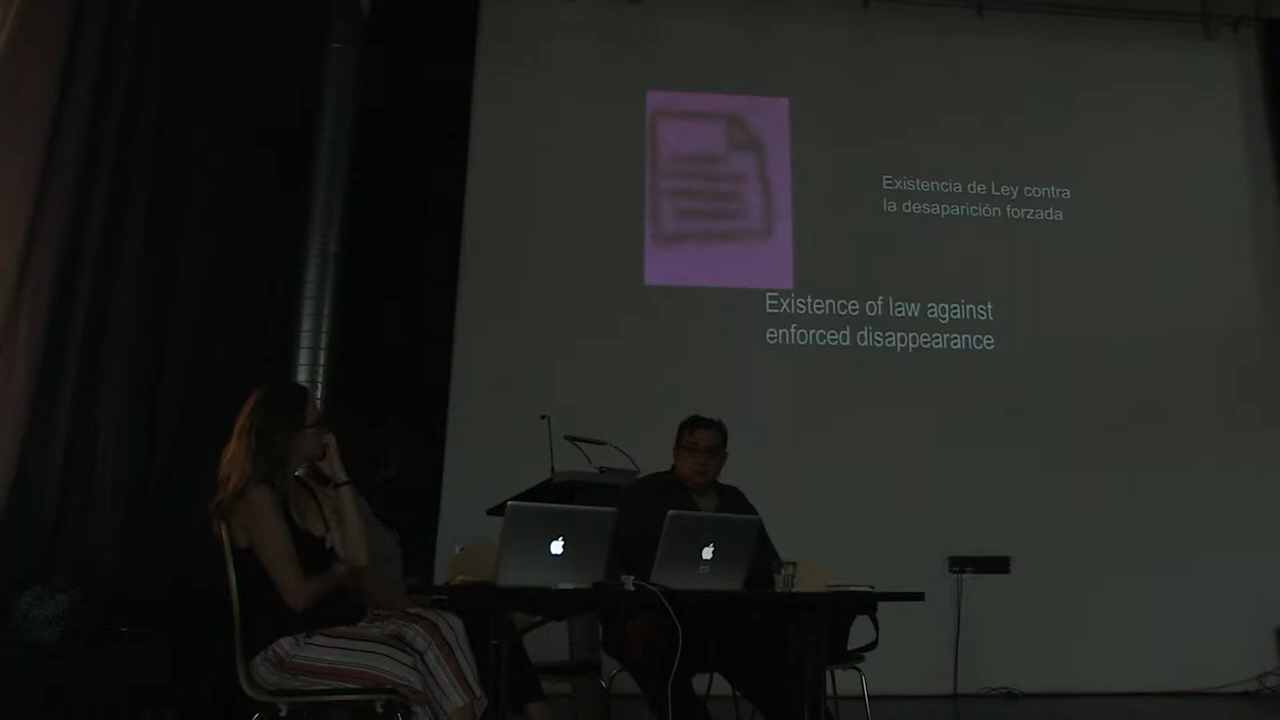 Existencia de Ley contra
la desaparición forzada
Existence of law against
enforced disappearance